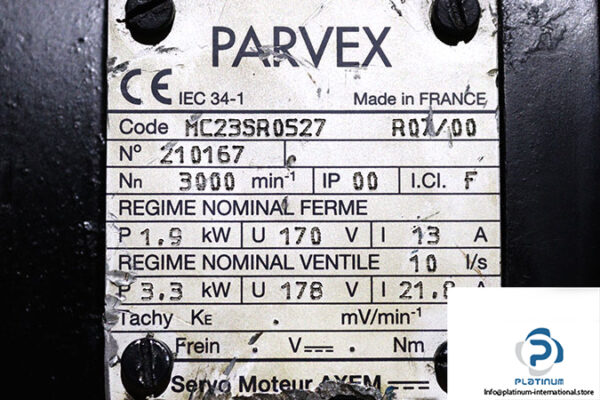 PARVEX
CE IEC 34-1 Made in FRANCE
Code MC23SR0527 R07/00
N° 210167
Nn 3000 min-1 IP 00 I.Cl. F
REGIME NOMINAL FERME
P 1.9 kW U 170 V I 13 A
REGIME NOMINAL VENTILE 10 l/s
P 3.3 kW U 178 V I A
Tachy KE . mV/min-1
Frein . V Nm
Servo Moteur AXEM
PLATINUM
Info@platinum-international.store